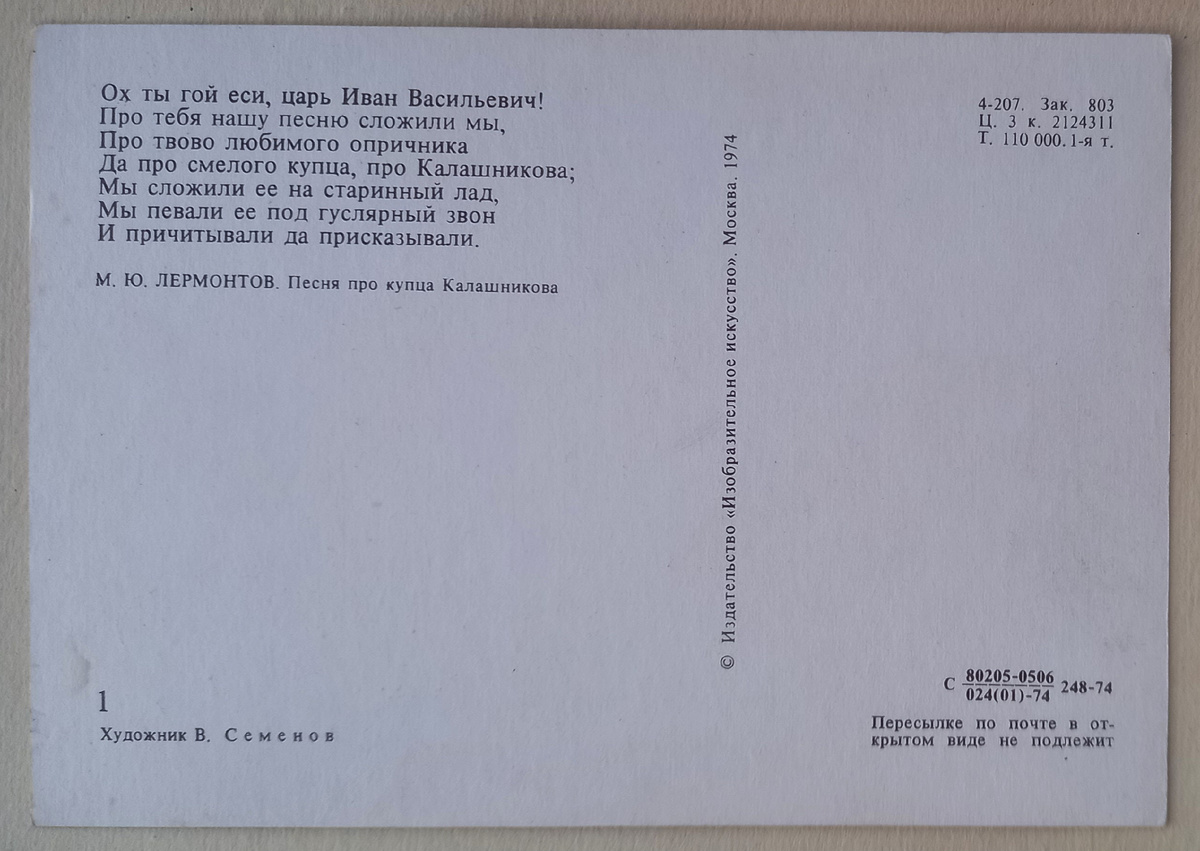 Ох ты гой еси, царь Иван Васильевич!
Про тебя нашу песню сложили мы,
Про твово любимого опричника
Да про смелого купца, про Калашникова;
Мы сложили ее на старинный лад,
Мы певали ее под гуслярный звон
И причитывали да присказывали.
М. Ю. ЛЕРМОНТОВ. Песня про купца Калашникова
1
Художник В. Семенов
© Издательство «Изобразительное искусство». Москва. 1974
4-207. Зак. 803
Ц. 3 к. 2124311
Т. 110 000. 1-я т.
С 80205-0506 248-74
024(01)-74
Пересылке по почте в от-
крытом виде не подлежит